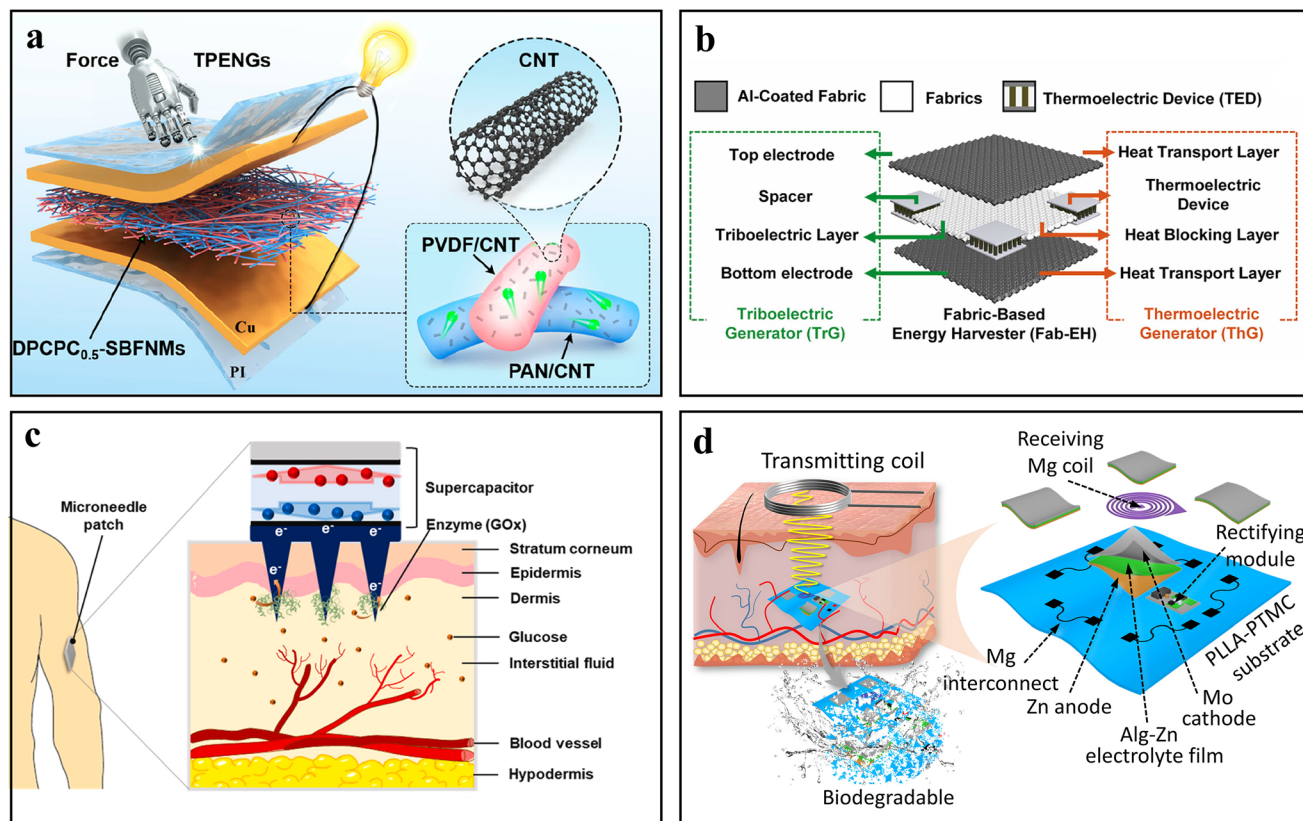 a
Force
TPENGs
CNT
PVDF/CNT
PAN/CNT
Cu
DPCPC0.5-SBFNMs
PI
b
Al-Coated Fabric
Fabrics
Thermoelectric Device (TED)
Top electrode
Spacer
Triboelectric Layer
Bottom electrode
Triboelectric
Generator (TrG)
Fabric-Based
Energy Harvester (Fab-EH)
Heat Transport Layer
Thermoelectric
Device
Heat Blocking Layer
Heat Transport Layer
Thermoelectric
Generator (ThG)
c
Microneedle
patch
Supercapacitor
Enzyme (GOx)
e-
e-
e-
e-
e-
Stratum corneum
Epidermis
Dermis
Glucose
Interstitial fluid
Blood vessel
Hypodermis
d
Transmitting coil
Receiving
Mg coil
Rectifying
module
PLLA-PTMC
substrate
Mg
interconnect
Zn anode
Mo
cathode
Alg-Zn
electrolyte film
Biodegradable